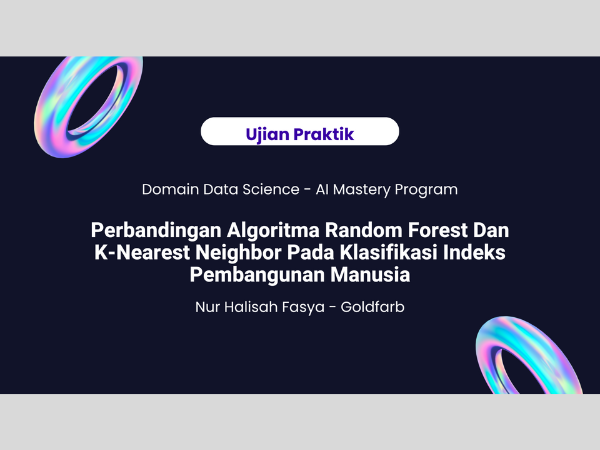 Ujian Praktik
Domain Data Science - AI Mastery Program
Perbandingan Algoritma Random Forest Dan
K-Nearest Neighbor Pada Klasifikasi Indeks
Pembangunan Manusia
Nur Halisah Fasya - Goldfarb